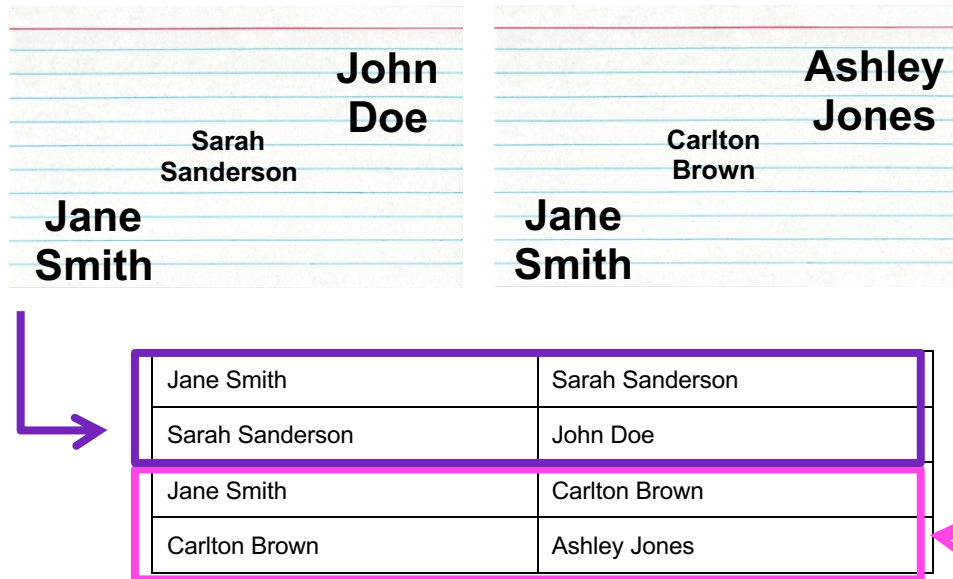 John
Doe
Sarah
Sanderson
Jane
Smith
Ashley
Jones
Carlton
Brown
Jane
Smith
Jane Smith Sarah Sanderson
Sarah Sanderson John Doe
Jane Smith Carlton Brown
Carlton Brown Ashley Jones